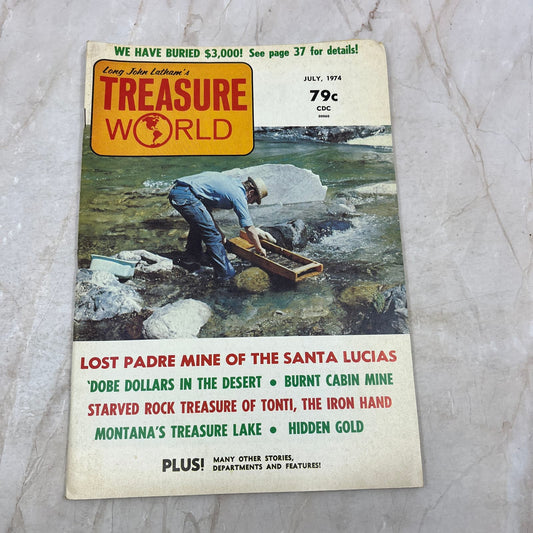 WE HAVE BURIED $3,000! See page 37 for details!
Long John Latham's
TREASURE
WORLD
JULY, 1974
79c
CDC
LOST PADRE MINE OF THE SANTA LUCIAS
'DOBE DOLLARS IN THE DESERT • BURNT CABIN MINE
STARVED ROCK TREASURE OF TONTI, THE IRON HAND
MONTANA'S TREASURE LAKE • HIDDEN GOLD
PLUS! MANY OTHER STORIES,
DEPARTMENTS AND FEATURES!